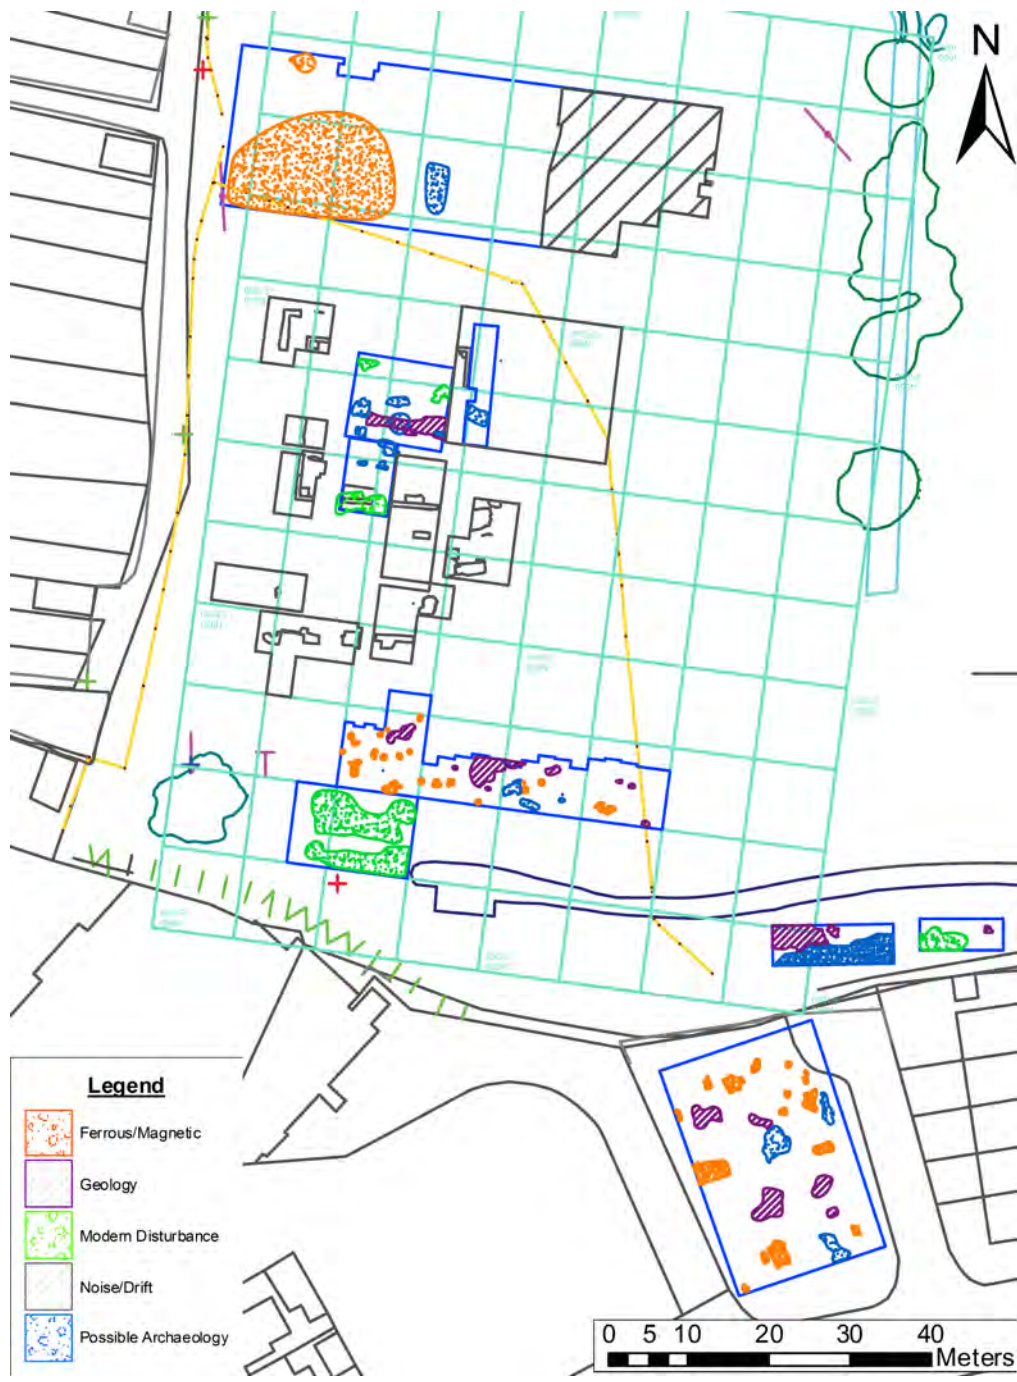 N
Legend
Ferrous/Magnetic
Geology
Modern Disturbance
Noise/Drift
Possible Archaeology
0 5 10 20 30 40
Meters